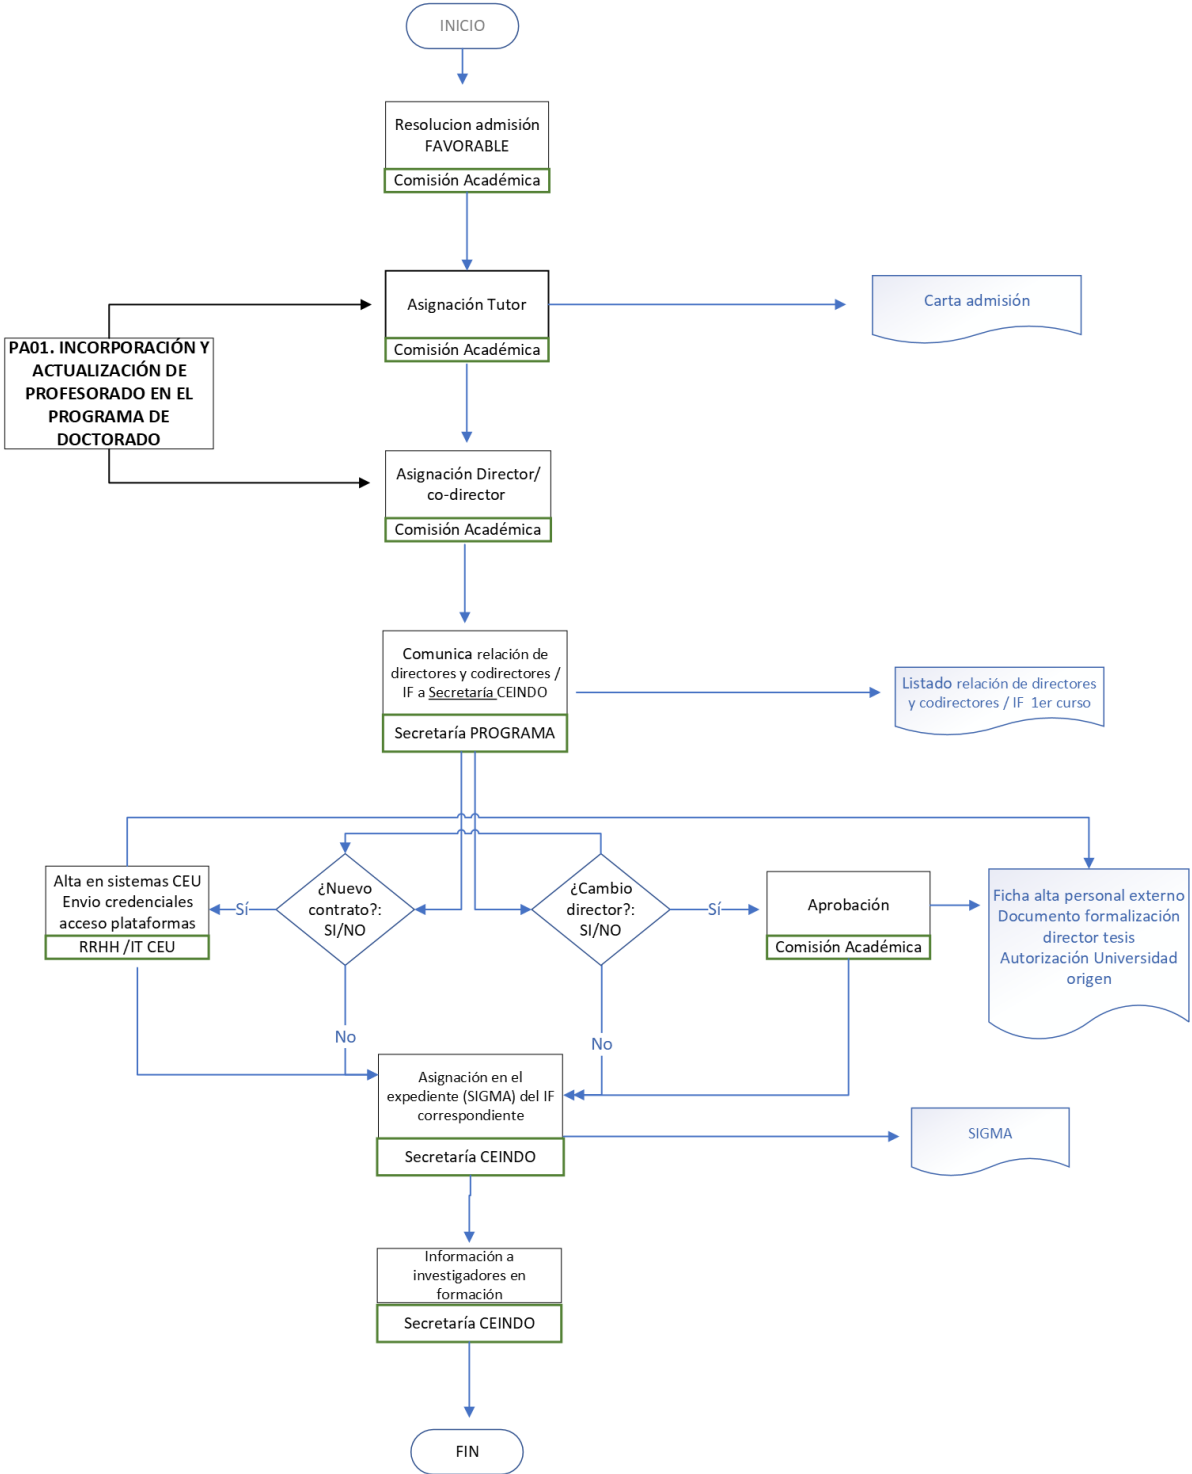 INICIO
Resolucion admisión
FAVORABLE
Comisión Académica
Asignación Tutor
Comisión Académica
Carta admisión
PA01. INCORPORACIÓN Y
ACTUALIZACIÓN DE
PROFESORADO EN EL
PROGRAMA DE
DOCTORADO
Asignación Director/
co-director
Comisión Académica
Comunica relación de
directores y codirectores /
IF a Secretaría CEINDO
Secretaría PROGRAMA
Listado relación de directores
y codirectores / IF 1er curso
Alta en sistemas CEU
Envio credenciales
acceso plataformas
RRHH /IT CEU
Sí
¿Nuevo
contrato?:
SI/NO
¿Cambio
director?:
SI/NO
Sí
Aprobación
Comisión Académica
Ficha alta personal externo
Documento formalización
director tesis
Autorización Universidad
origen
No
No
Asignación en el
expediente (SIGMA) del IF
correspondiente
Secretaría CEINDO
SIGMA
Información a
investigadores en
formación
Secretaría CEINDO
FIN